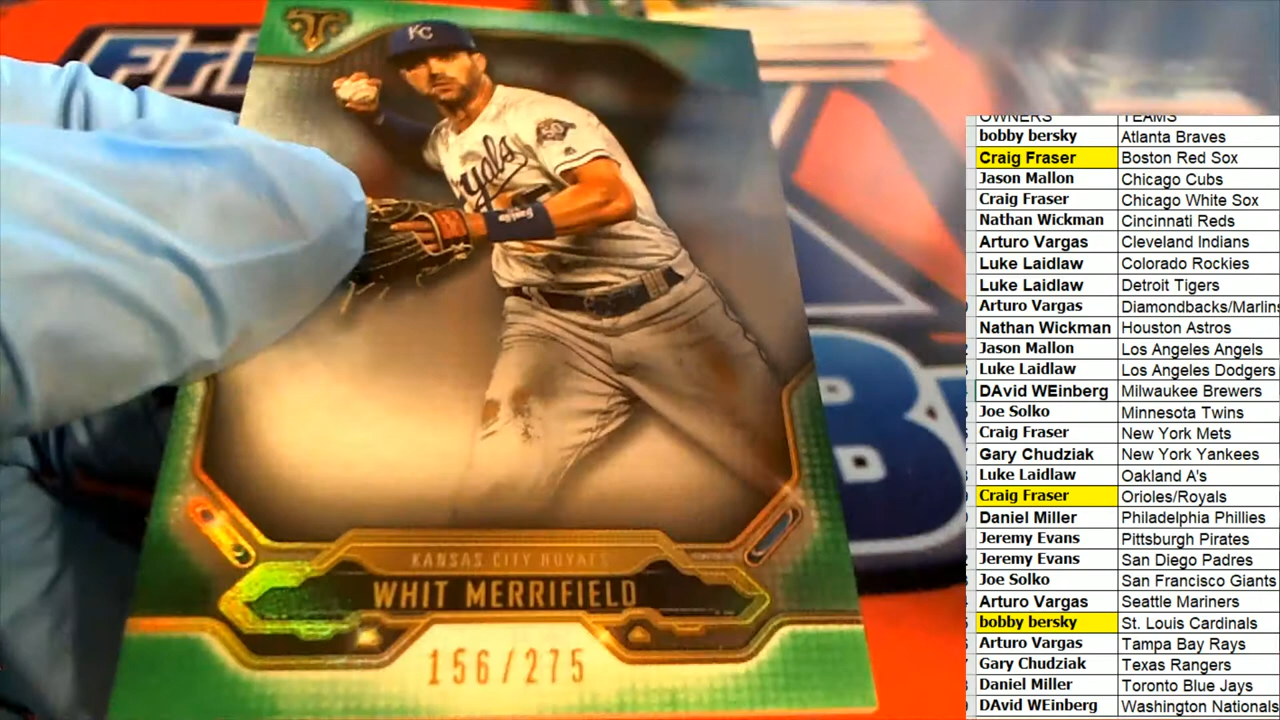 KC
Royals
KANSAS CITY ROYALS
WHIT MERRIFIELD
156/275
OWNERS TEAMS
bobby bersky Atlanta Braves
Craig Fraser Boston Red Sox
Jason Mallon Chicago Cubs
Craig Fraser Chicago White Sox
Nathan Wickman Cincinnati Reds
Arturo Vargas Cleveland Indians
Luke Laidlaw Colorado Rockies
Luke Laidlaw Detroit Tigers
Arturo Vargas Diamondbacks/Marlins
Nathan Wickman Houston Astros
Jason Mallon Los Angeles Angels
Luke Laidlaw Los Angeles Dodgers
DAvid WEinberg Milwaukee Brewers
Joe Solko Minnesota Twins
Craig Fraser New York Mets
Gary Chudziak New York Yankees
Luke Laidlaw Oakland A's
Craig Fraser Orioles/Royals
Daniel Miller Philadelphia Phillies
Jeremy Evans Pittsburgh Pirates
Jeremy Evans San Diego Padres
Joe Solko San Francisco Giants
Arturo Vargas Seattle Mariners
bobby bersky St. Louis Cardinals
Arturo Vargas Tampa Bay Rays
Gary Chudziak Texas Rangers
Daniel Miller Toronto Blue Jays
DAvid WEinberg Washington Nationals